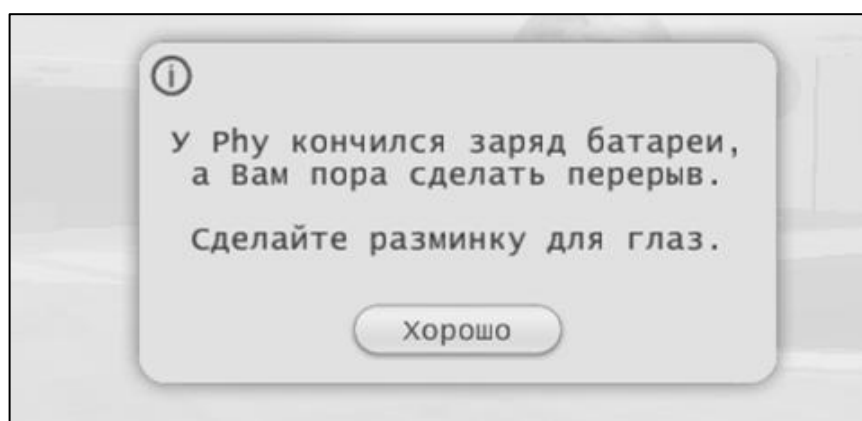 У Phy кончился заряд батареи,
а Вам пора сделать перерыв.
Сделайте разминку для глаз.
Хорошо